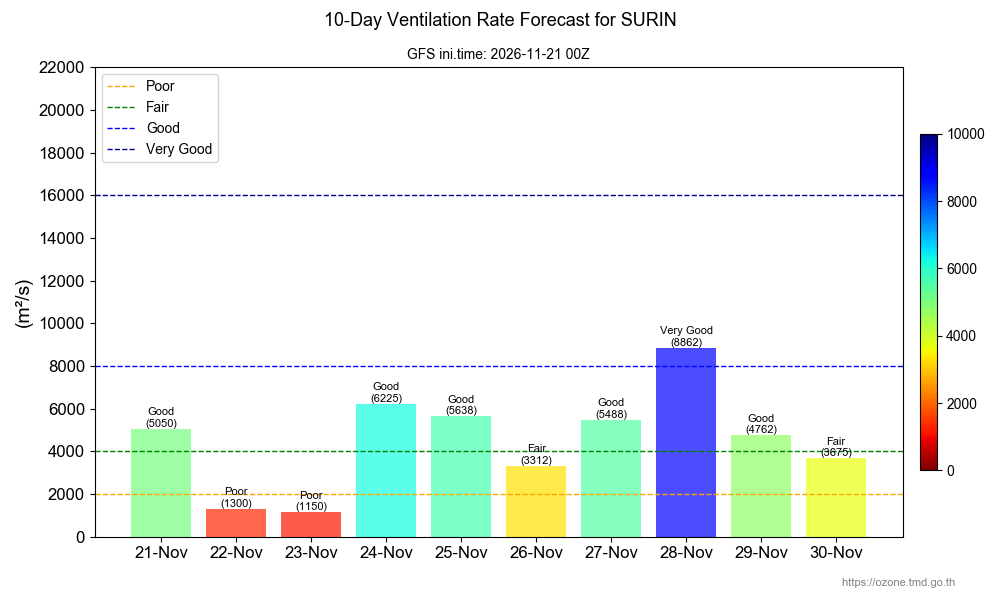 10-Day Ventilation Rate Forecast for SURIN
GFS ini.time: 2026-11-21 00Z
Poor
Fair
Good
Very Good
(m²/s)
22000
20000
18000
16000
14000
12000
10000
8000
6000
4000
2000
0
Good
(5050)
Poor
(1300)
Poor
(1150)
Good
(6225)
Good
(5638)
Fair
(3312)
Good
(5488)
Very Good
(8862)
Good
(4762)
Fair
(3675)
21-Nov 22-Nov 23-Nov 24-Nov 25-Nov 26-Nov 27-Nov 28-Nov 29-Nov 30-Nov
10000
8000
6000
4000
2000
0
https://ozone.tmd.go.th